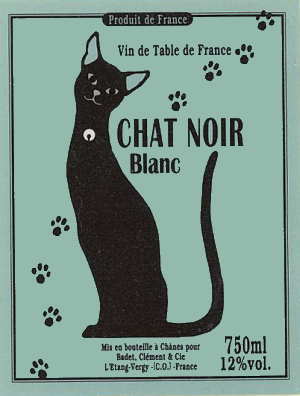 Produit de France
Vin de Table de France
CHAT NOIR
Blanc
Mis en bouteille à Chânes pour
Badet, Clément & Cie
L'Etang-Vergy -(C.O.) -France
750ml
12%vol.